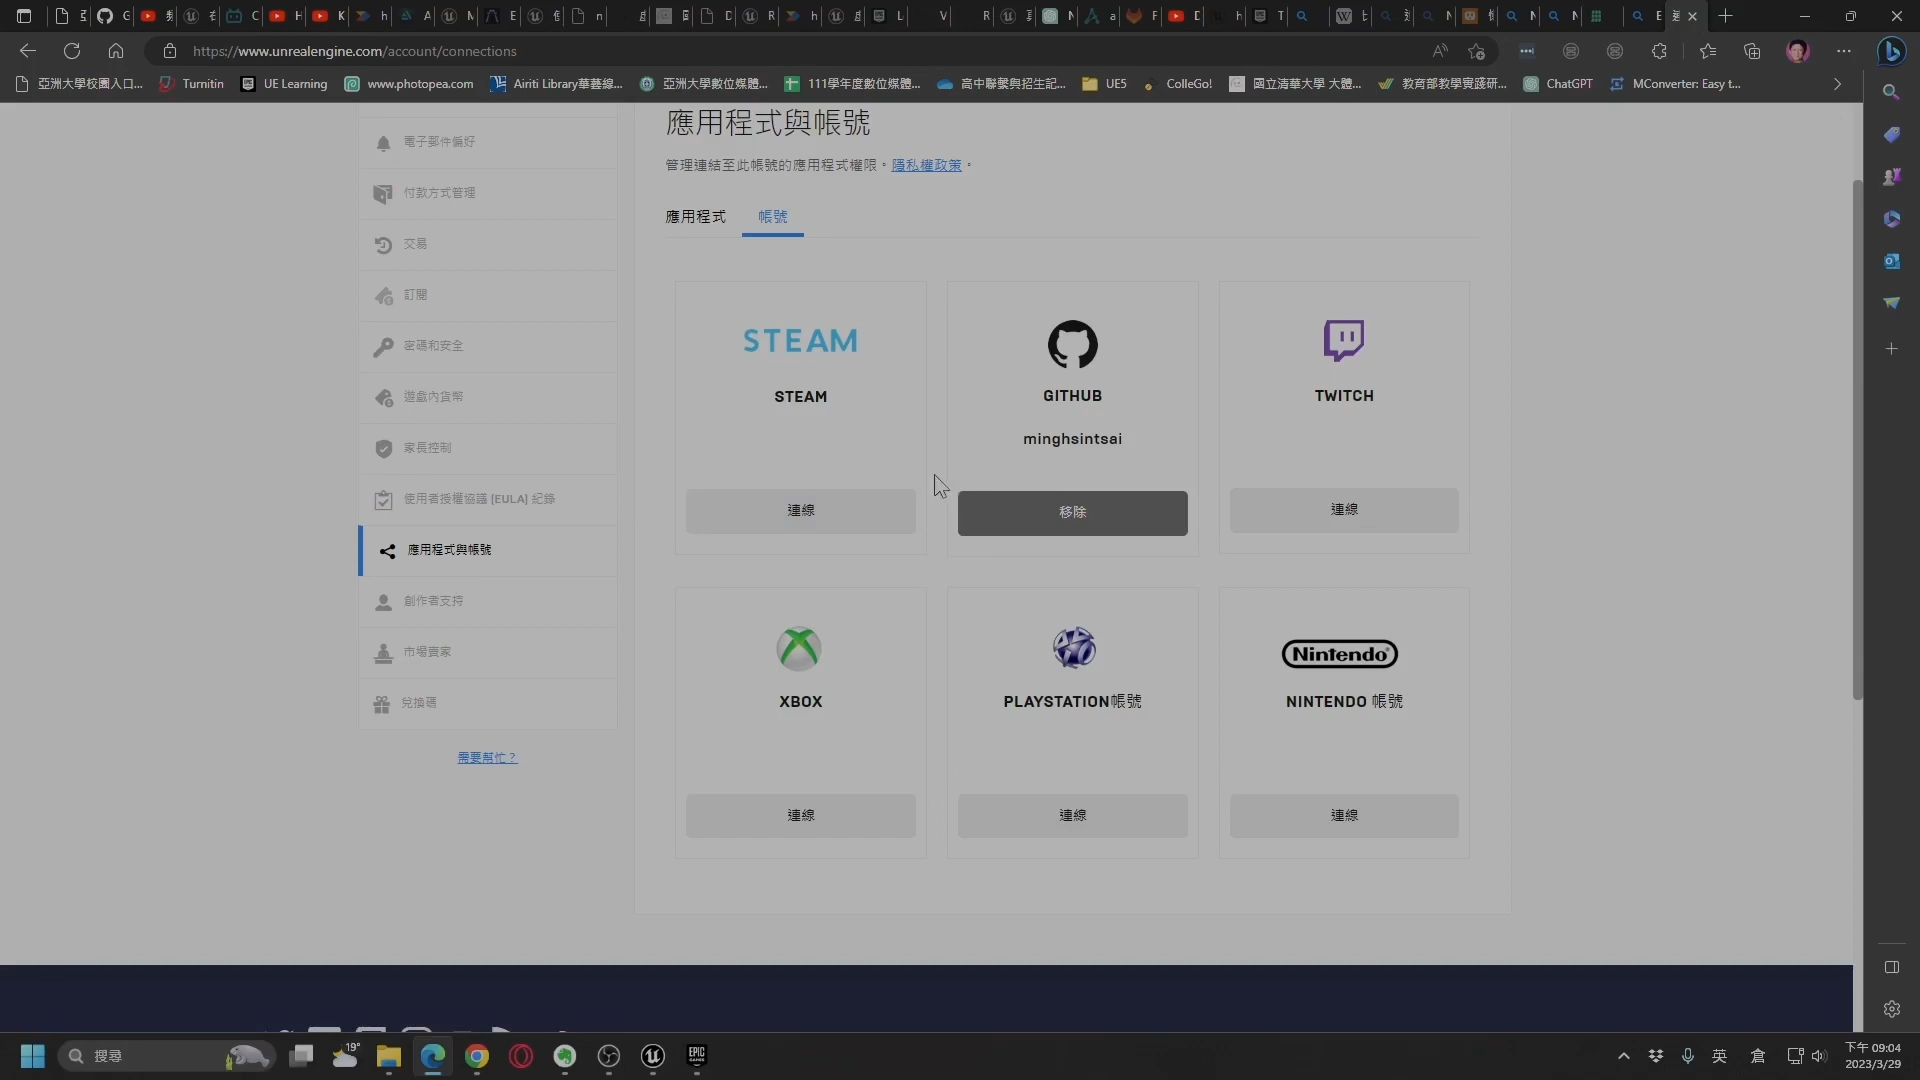 https://www.unrealengine.com/account/connections
亞洲大學校園入口...
Turnitin
UE Learning
www.photopea.com
Airiti Library華藝線...
亞洲大學數位媒體...
111學年度數位媒體...
高中聯繫與招生記...
UE5
ColleGo!
國立清華大學 大體...
教育部教學實踐研...
ChatGPT
MConverter: Easy t...
應用程式與帳號
管理連結至此帳號的應用程式權限。隱私權政策。
應用程式
帳號
電子郵件偏好
付款方式管理
交易
訂閱
密碼和安全
遊戲內貨幣
家長控制
使用者授權協議 (EULA) 紀錄
應用程式與帳號
創作者支持
市場賣家
兌換碼
需要幫忙？
STEAM
STEAM
連線
GITHUB
minghsintsai
移除
TWITCH
連線
XBOX
連線
PLAYSTATION帳號
連線
Nintendo
NINTENDO 帳號
連線
搜尋
19°
EPIC
GAMES
英
倉
下午 09:04
2023/3/29